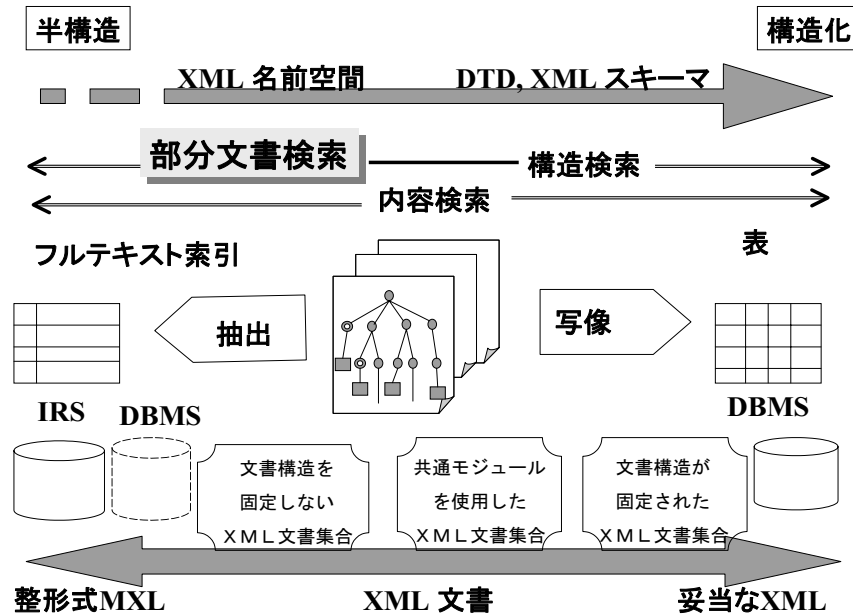 半構造
構造化
XML 名前空間
DTD, XML スキーマ
部分文書検索
構造検索
内容検索
フルテキスト索引
表
抽出
写像
IRS
DBMS
DBMS
文書構造を
固定しない
ＸＭＬ文書集合
共通モジュール
を使用した
ＸＭＬ文書集合
文書構造が
固定された
ＸＭＬ文書集合
整形式MXL
XML 文書
妥当なXML